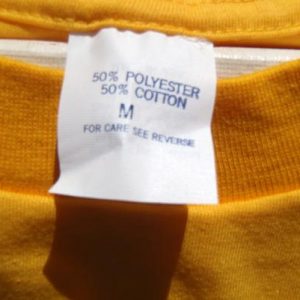 50% POLYESTER
50% COTTON
M
FOR CARE SEE REVERSE